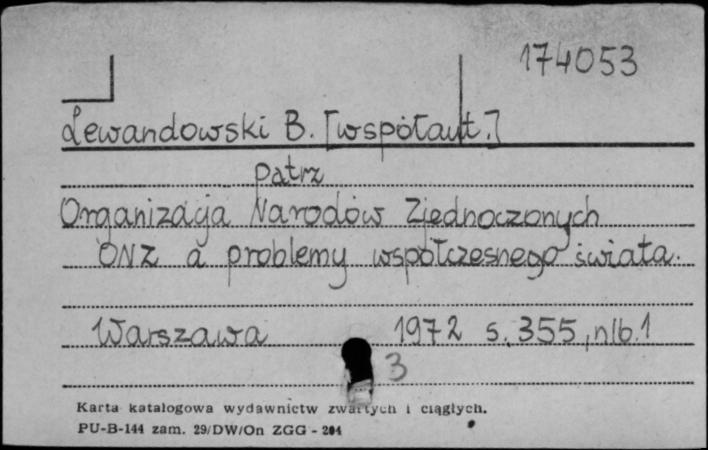 174053
Lewandowski B. [współaut.]
patrz
Organizacja Narodów Zjednoczonych
ONZ a problemy współczesnego świata.
Warszawa 1972 s. 355, nlb. 1
3
Karta katalogowa wydawnictw zwartych i ciągłych.
PU-B-144 zam. 29/DW/On ZGG - 204